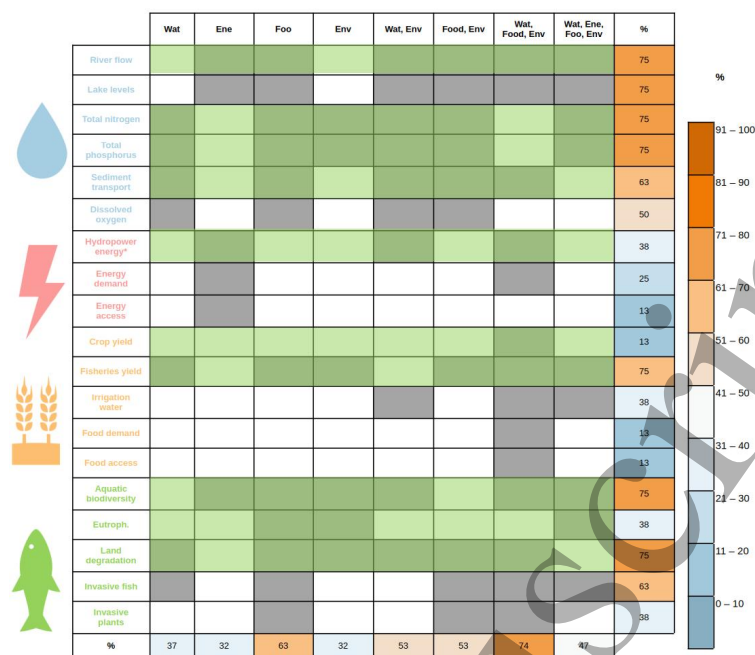 Wat Ene Foo Env Wat, Env Food, Env Wat, Food, Env Wat, Ene, Foo, Env %
River flow 75
Lake levels 75
Total nitrogen 75
Total phosphorus 75
Sediment transport 63
Dissolved oxygen 50
Hydropower energy* 38
Energy demand 25
Energy access 13
Crop yield 13
Fisheries yield 75
Irrigation water 38
Food demand 13
Food access 13
Aquatic biodiversity 75
Eutroph. 38
Land degradation 75
Invasive fish 63
Invasive plants 38
% 37 32 63 32 53 53 74 47
%
91 – 100
81 – 90
71 – 80
61 – 70
51 – 60
41 – 50
31 – 40
21 – 30
11 – 20
0 – 10